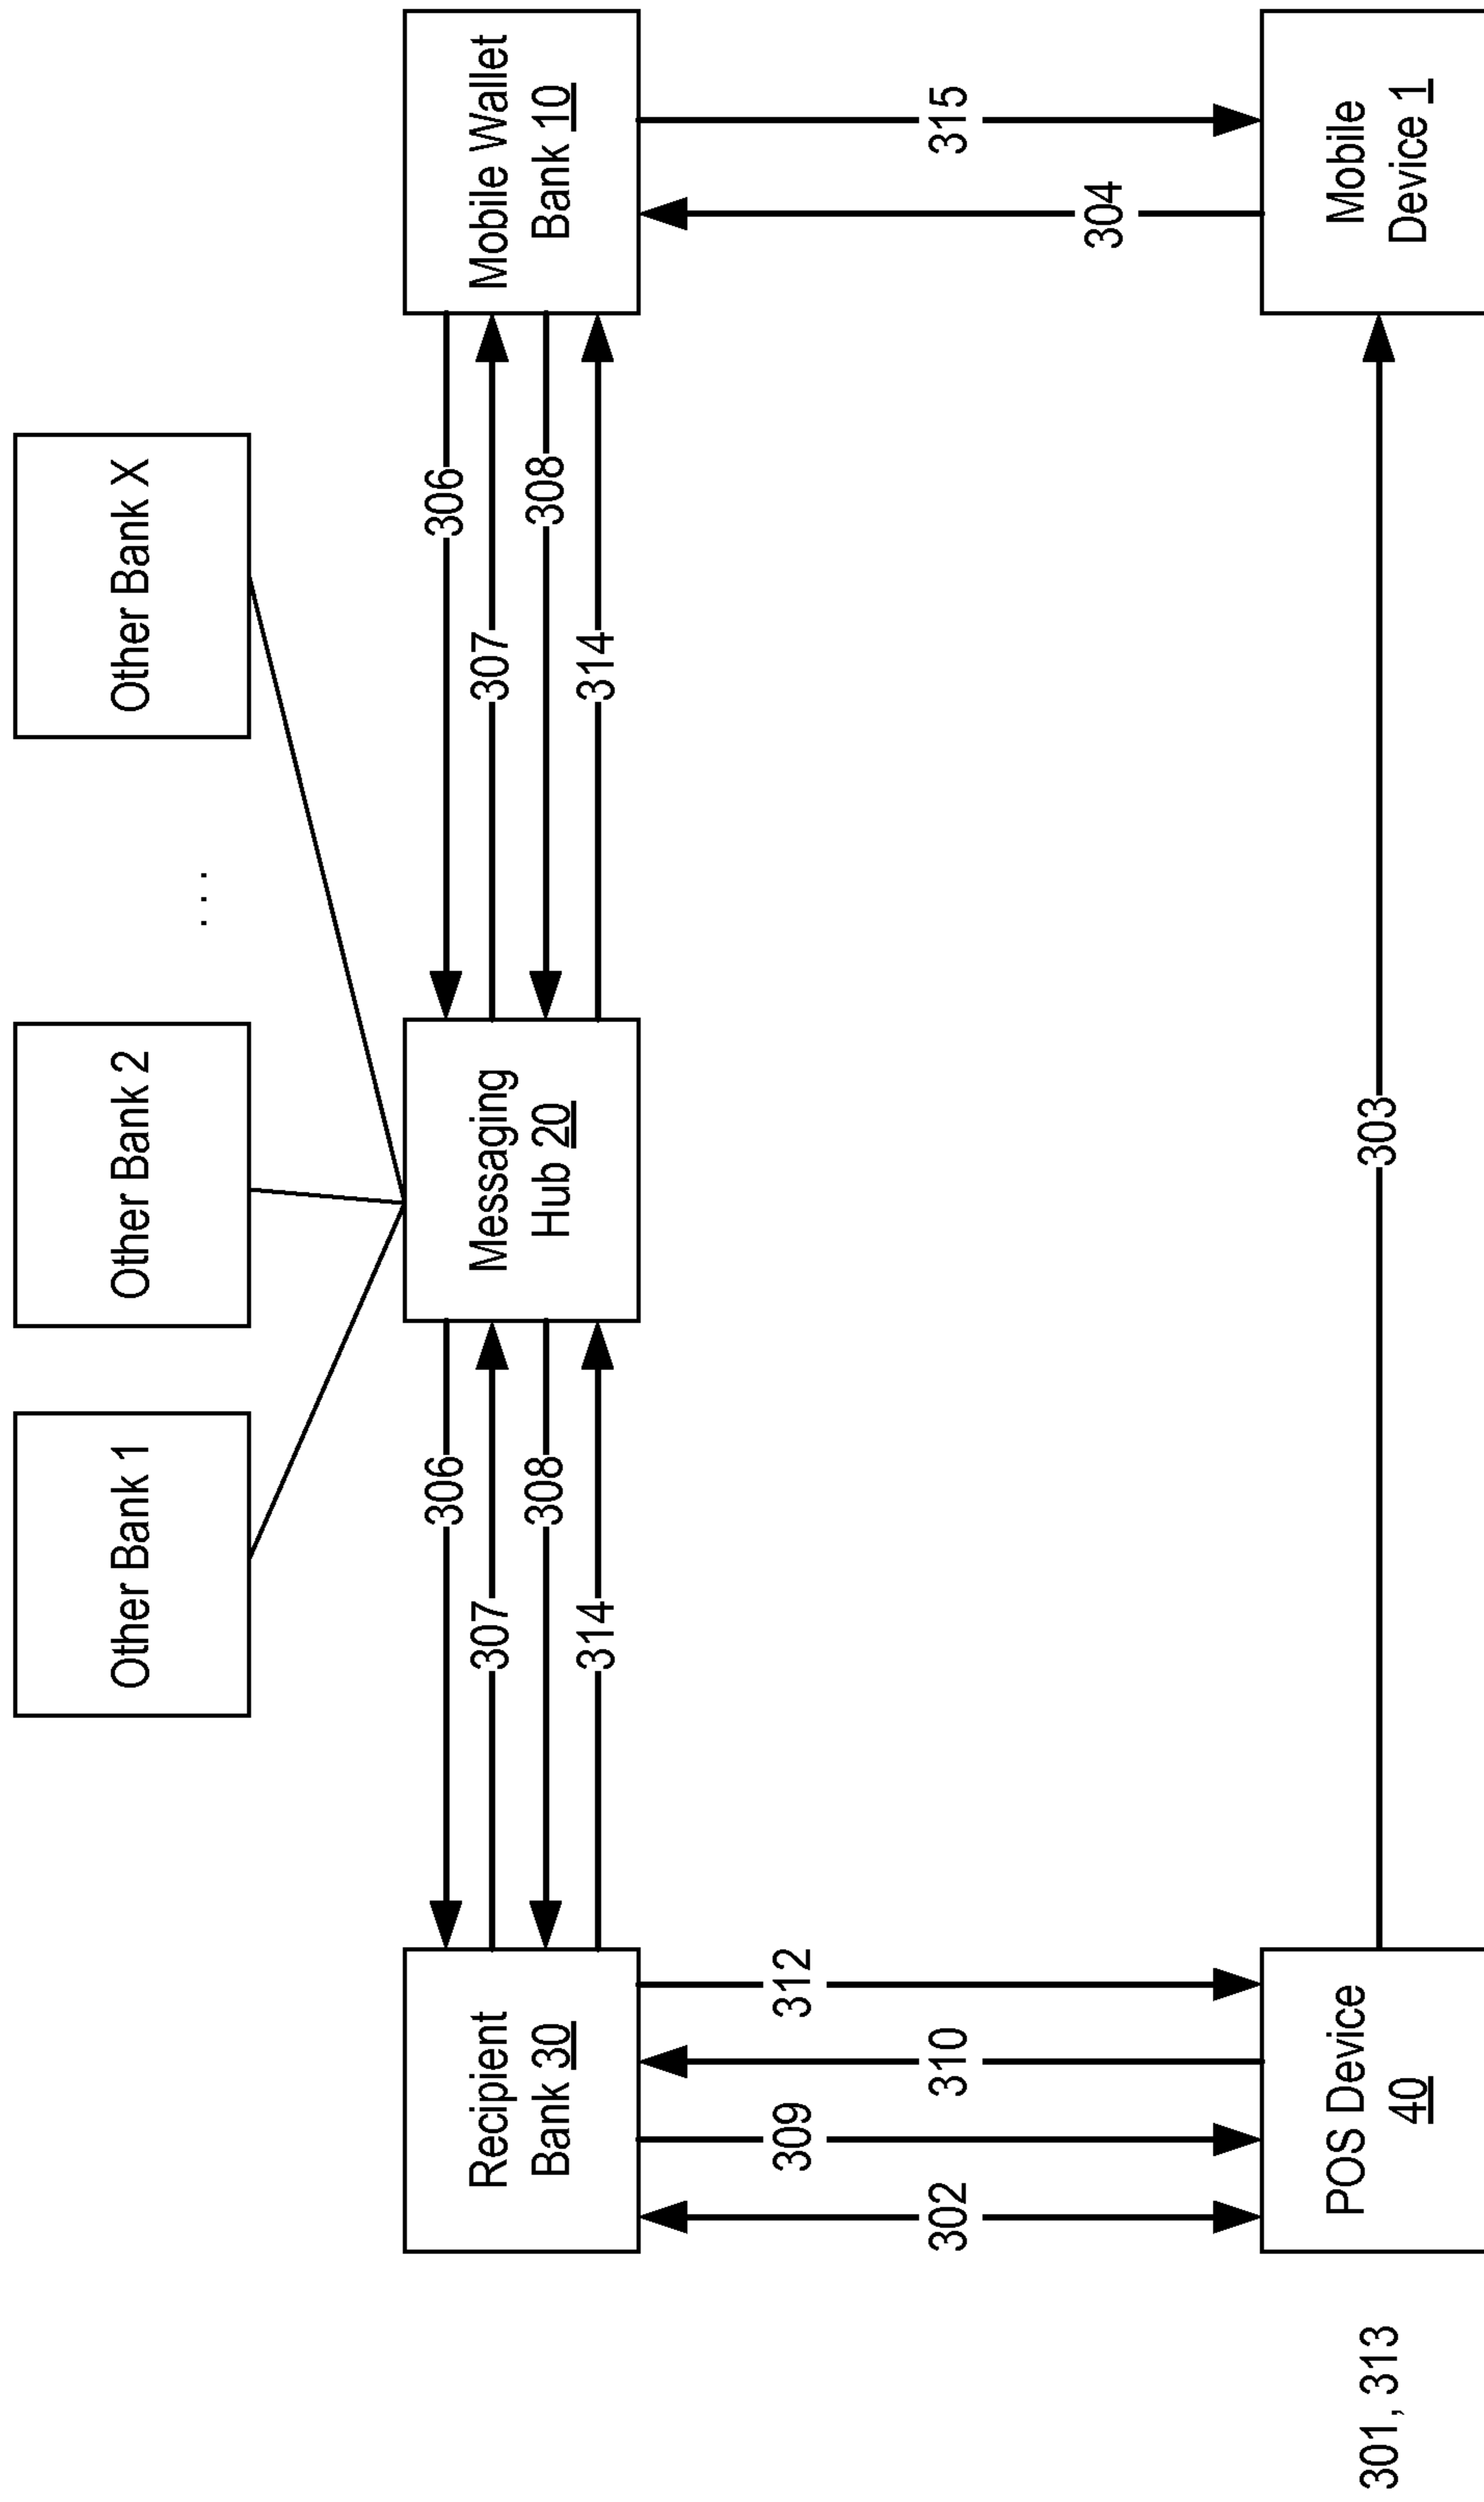 Other Bank 1
Other Bank 2
. . .
Other Bank X
Recipient
Bank 30
306
307
308
314
Messaging
Hub 20
306
307
308
314
Mobile Wallet
Bank 10
302
309
310
312
304
315
301, 313
POS Device
40
303
Mobile
Device 1